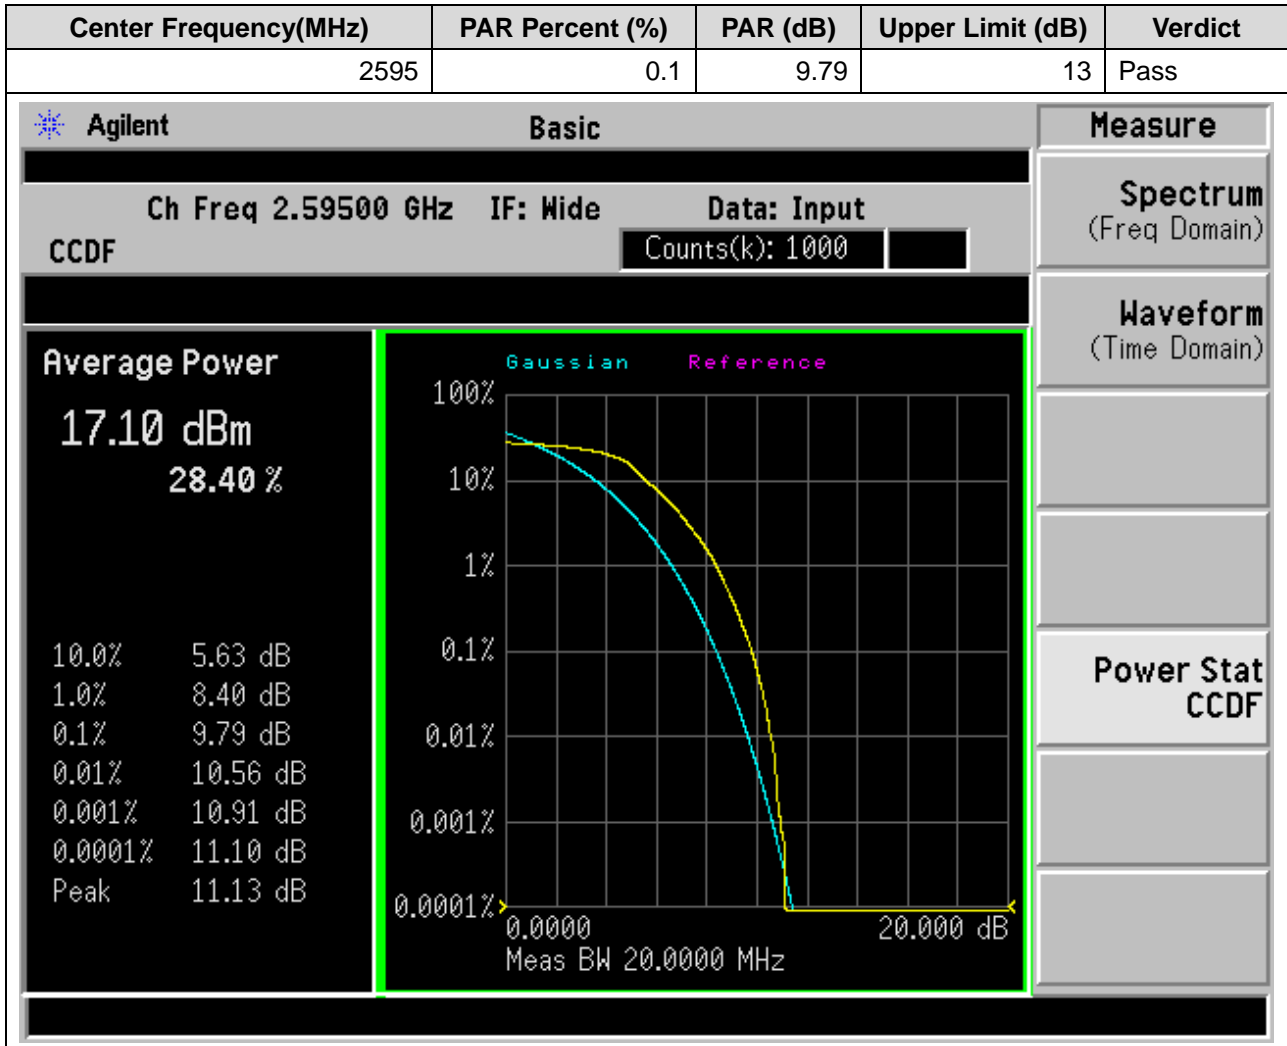 Center Frequency(MHz) PAR Percent (%) PAR (dB) Upper Limit (dB) Verdict
2595 0.1 9.79 13 Pass
Agilent Basic Measure
Ch Freq 2.59500 GHz IF: Wide Data: Input
CCDF Counts(k): 1000
Spectrum
(Freq Domain)
Waveform
(Time Domain)
Power Stat
CCDF
Average Power
17.10 dBm
28.40 %
10.0% 5.63 dB
1.0% 8.40 dB
0.1% 9.79 dB
0.01% 10.56 dB
0.001% 10.91 dB
0.0001% 11.10 dB
Peak 11.13 dB
Gaussian Reference
100%
10%
1%
0.1%
0.01%
0.001%
0.0001%
0.0000 20.000 dB
Meas BW 20.0000 MHz